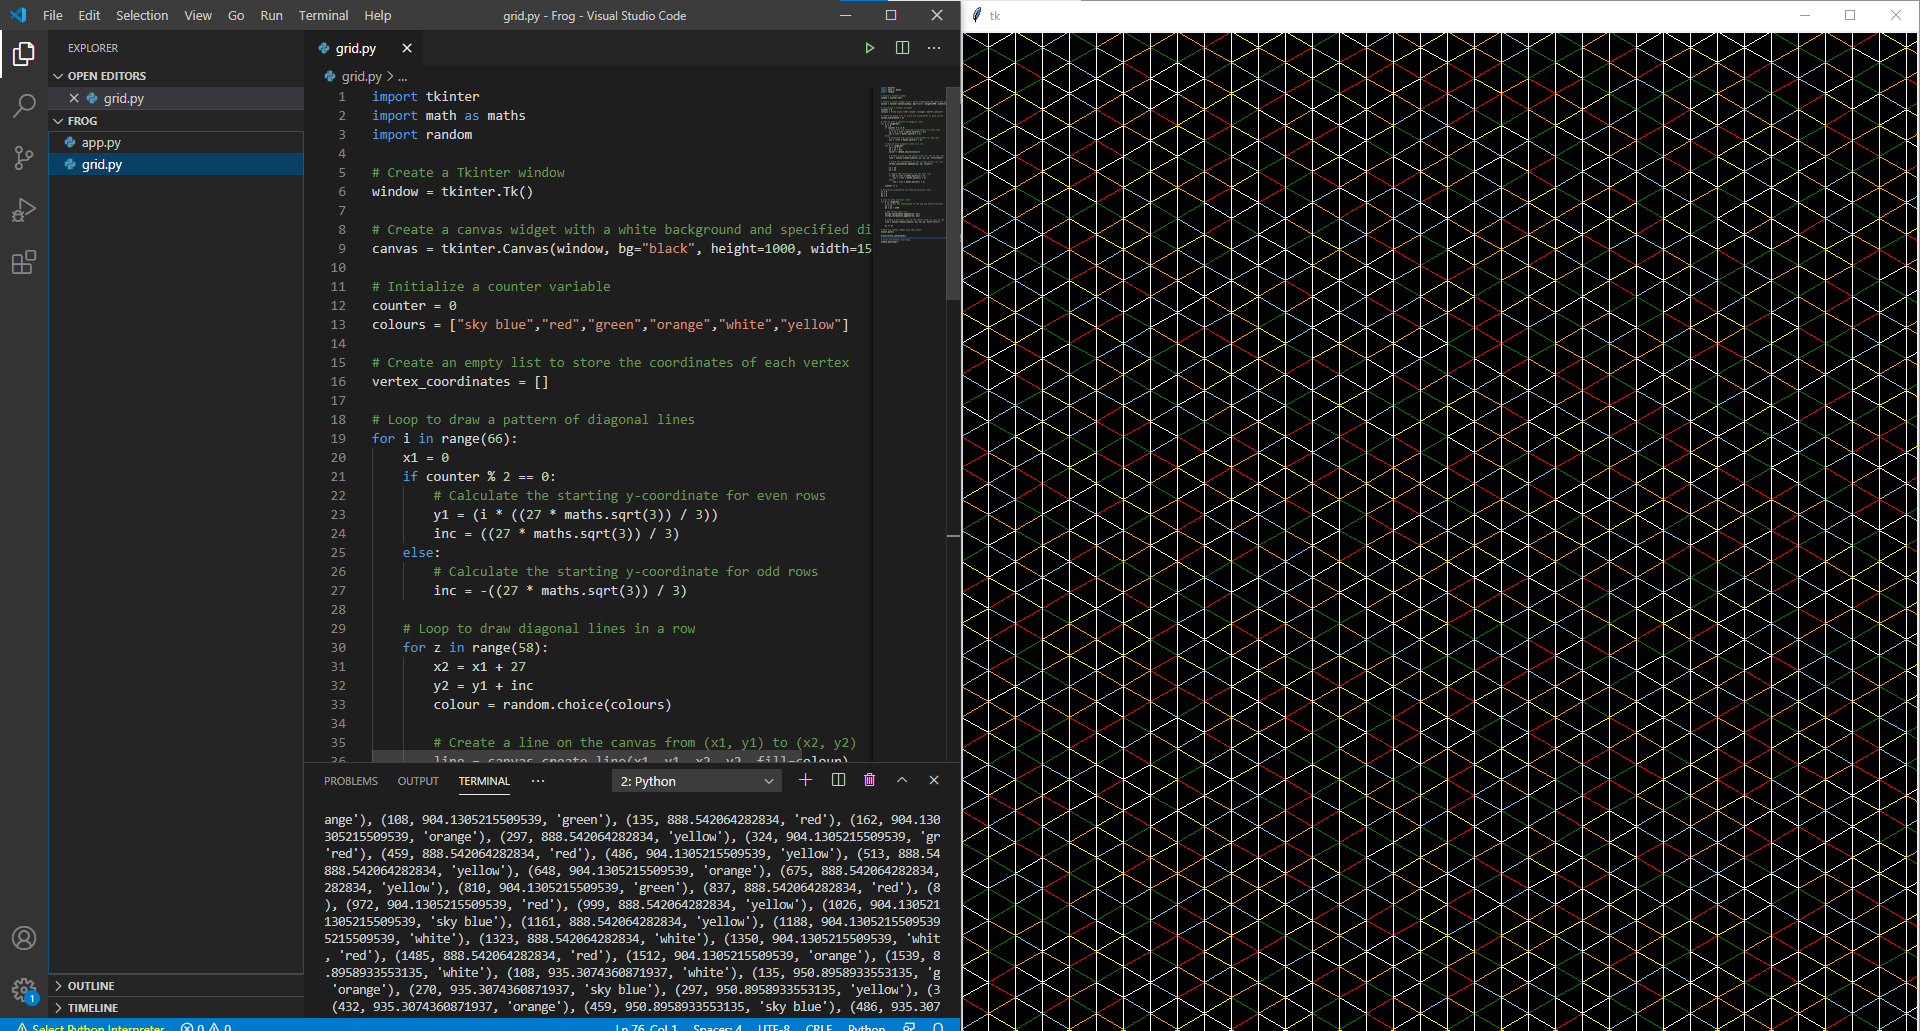 File Edit Selection View Go Run Terminal Help
grid.py - Frog - Visual Studio Code
tk
EXPLORER
OPEN EDITORS
grid.py
FROG
app.py
grid.py
OUTLINE
TIMELINE
grid.py
grid.py > ...
1 import tkinter
2 import math as maths
3 import random
4
5 # Create a Tkinter window
6 window = tkinter.Tk()
7
8 # Create a canvas widget with a white background and specified di
9 canvas = tkinter.Canvas(window, bg="black", height=1000, width=15
10
11 # Initialize a counter variable
12 counter = 0
13 colours = ["sky blue","red","green","orange","white","yellow"]
14
15 # Create an empty list to store the coordinates of each vertex
16 vertex_coordinates = []
17
18 # Loop to draw a pattern of diagonal lines
19 for i in range(66):
20 x1 = 0
21 if counter % 2 == 0:
22 # Calculate the starting y-coordinate for even rows
23 y1 = (i * ((27 * maths.sqrt(3)) / 3))
24 inc = ((27 * maths.sqrt(3)) / 3)
25 else:
26 # Calculate the starting y-coordinate for odd rows
27 inc = -((27 * maths.sqrt(3)) / 3)
28
29 # Loop to draw diagonal lines in a row
30 for z in range(58):
31 x2 = x1 + 27
32 y2 = y1 + inc
33 colour = random.choice(colours)
34
35 # Create a line on the canvas from (x1, y1) to (x2, y2)
36 line = canvas.create_line(x1, y1, x2, y2, fill=colour)
PROBLEMS OUTPUT TERMINAL ...
2: Python
ange'), (108, 904.1305215509539, 'green'), (135, 888.542064282834, 'red'), (162, 904.130
305215509539, 'orange'), (297, 888.542064282834, 'yellow'), (324, 904.1305215509539, 'gr
'red'), (459, 888.542064282834, 'red'), (486, 904.1305215509539, 'yellow'), (513, 888.54
888.542064282834, 'yellow'), (648, 904.1305215509539, 'orange'), (675, 888.542064282834,
282834, 'yellow'), (810, 904.1305215509539, 'green'), (837, 888.542064282834, 'red'), (8
), (972, 904.1305215509539, 'red'), (999, 888.542064282834, 'yellow'), (1026, 904.130521
1305215509539, 'sky blue'), (1161, 888.542064282834, 'yellow'), (1188, 904.1305215509539
5215509539, 'white'), (1323, 888.542064282834, 'white'), (1350, 904.1305215509539, 'whit
, 'red'), (1485, 888.542064282834, 'red'), (1512, 904.1305215509539, 'orange'), (1539, 8
.8958933553135, 'white'), (108, 935.3074360871937, 'white'), (135, 950.8958933553135, 'g
'orange'), (270, 935.3074360871937, 'sky blue'), (297, 950.8958933553135, 'yellow'), (3
(432, 935.3074360871937, 'orange'), (459, 950.8958933553135, 'sky blue'), (486, 935.307
1
Select Python Interpreter 0 0 Ln 76, Col 1 Spaces: 4 UTF-8 CRLF Python